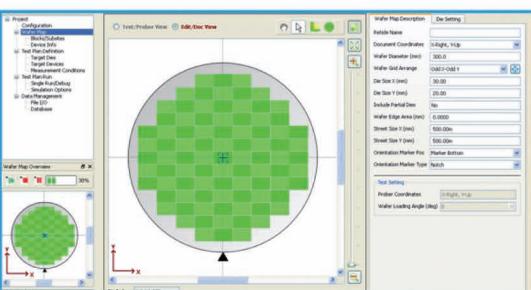 Project
Configuration
Wafer Map
Blocks/Subsites
Device Info
Test Plan Definition
Target Dies
Target Devices
Measurement Conditions
Test Plan Run
Single Run/Debug
Simulation Options
Data Management
File I/O
Database
Wafer Map Overview
30%
Y
X
Test/Prober View
Edit/Doc View
Y
X
Wafer Map Description
Die Setting
Reticle Name
Document Coordinates X-Right, Y-Up
Wafer Diameter (mm) 300.0
Wafer Grid Arrange Odd X-Odd Y
Die Size X (mm) 30.00
Die Size Y (mm) 20.00
Include Partial Dies No
Wafer Edge Area (mm) 0.0000
Street Size X (mm) 500.00m
Street Size Y (mm) 500.00m
Orientation Marker Pos Marker Bottom
Orientation Marker Type Notch
Test Setting
Prober Coordinates X-Right, Y-Up
Wafer Loading Angle (deg) 0